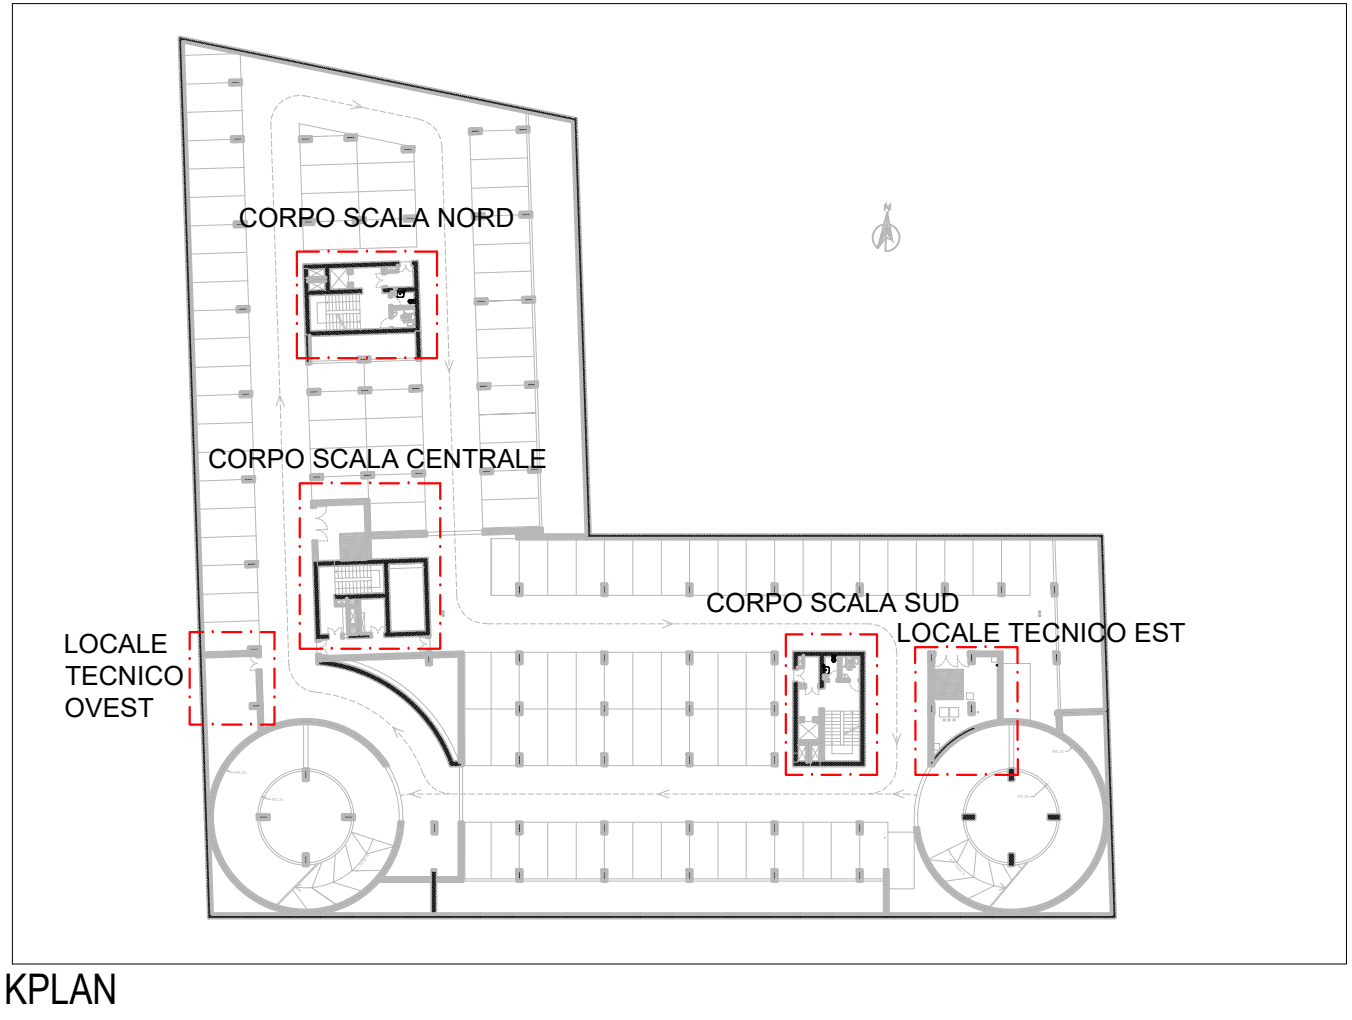 N
CORPO SCALA NORD
CORPO SCALA CENTRALE
CORPO SCALA SUD
LOCALE TECNICO EST
LOCALE
TECNICO
OVEST
KPLAN